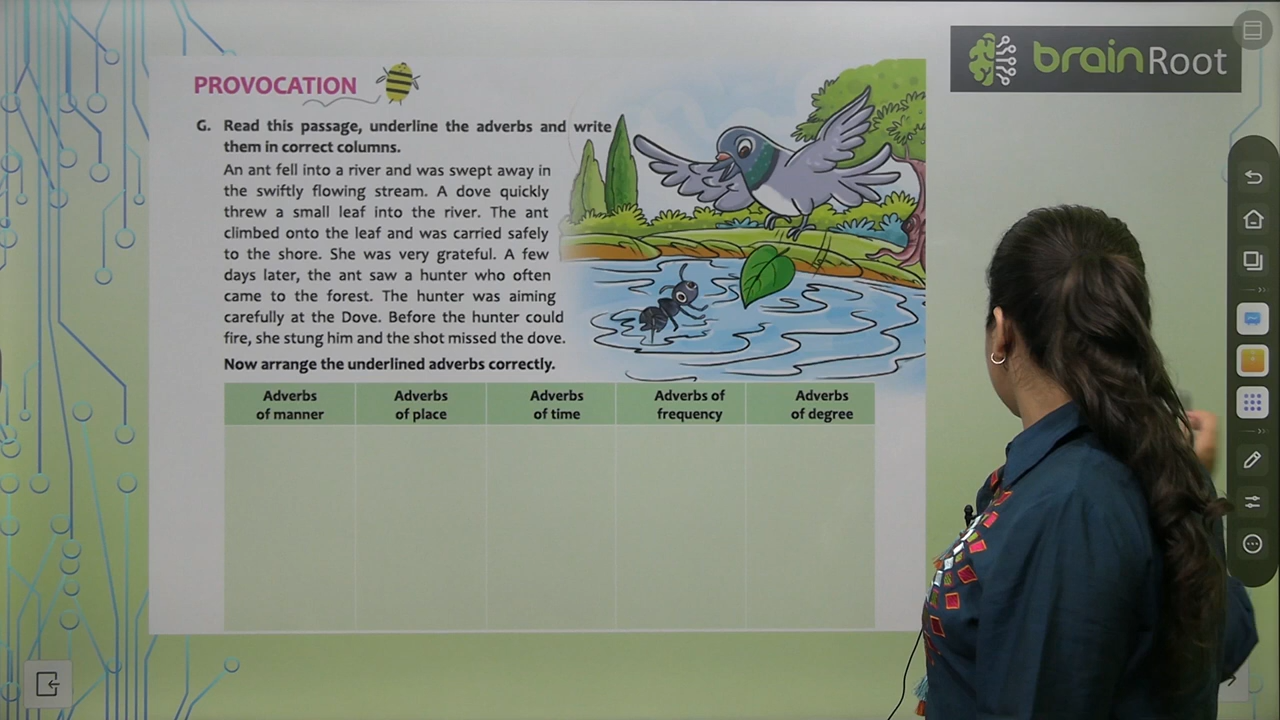 brainRoot
PROVOCATION
G. Read this passage, underline the adverbs and write
them in correct columns.
An ant fell into a river and was swept away in
the swiftly flowing stream. A dove quickly
threw a small leaf into the river. The ant
climbed onto the leaf and was carried safely
to the shore. She was very grateful. A few
days later, the ant saw a hunter who often
came to the forest. The hunter was aiming
carefully at the Dove. Before the hunter could
fire, she stung him and the shot missed the dove.
Now arrange the underlined adverbs correctly.
Adverbs of manner
Adverbs of place
Adverbs of time
Adverbs of frequency
Adverbs of degree